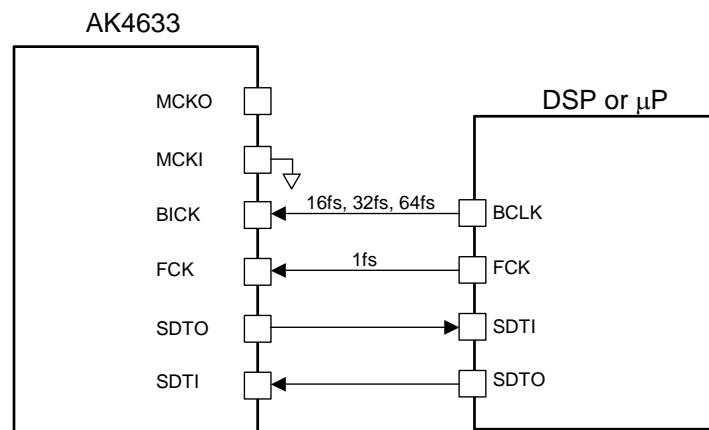 AK4633
DSP or μP
MCKO
MCKI
BICK
16fs, 32fs, 64fs
BCLK
FCK
1fs
FCK
SDTO
SDTI
SDTI
SDTO